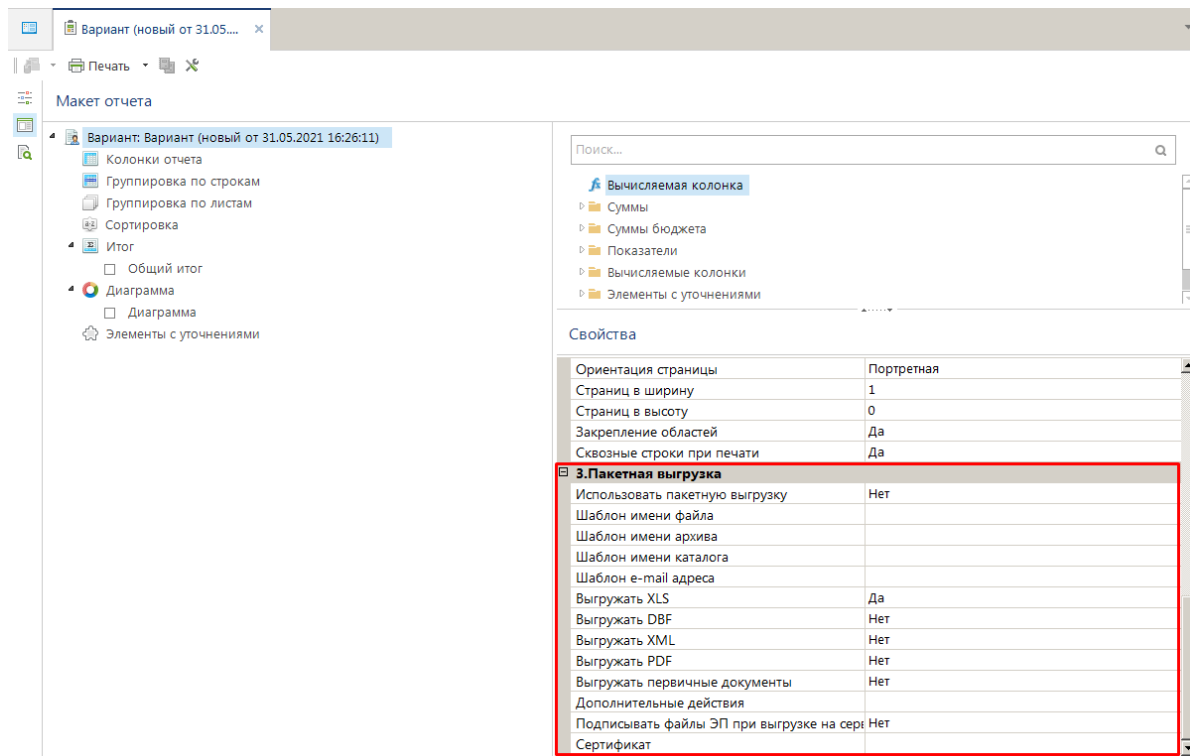 Вариант (новый от 31.05....
Печать
Макет отчета
Вариант: Вариант (новый от 31.05.2021 16:26:11)
Колонки отчета
Группировка по строкам
Группировка по листам
Сортировка
Итог
Общий итог
Диаграмма
Диаграмма
Элементы с уточнениями
Поиск...
Вычисляемая колонка
Суммы
Суммы бюджета
Показатели
Вычисляемые колонки
Элементы с уточнениями
Свойства
Ориентация страницы Портретная
Страниц в ширину 1
Страниц в высоту 0
Закрепление областей Да
Сквозные строки при печати Да
3.Пакетная выгрузка
Использовать пакетную выгрузку Нет
Шаблон имени файла
Шаблон имени архива
Шаблон имени каталога
Шаблон e-mail адреса
Выгружать XLS Да
Выгружать DBF Нет
Выгружать XML Нет
Выгружать PDF Нет
Выгружать первичные документы Нет
Дополнительные действия
Подписывать файлы ЭП при выгрузке на сере Нет
Сертификат